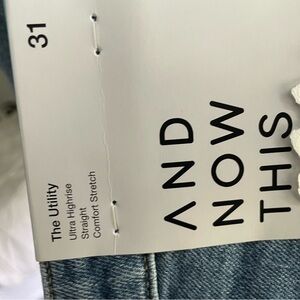 31
The Utility
Ultra Highrise
Straight
Comfort Stretch
AND
NOW
THIS